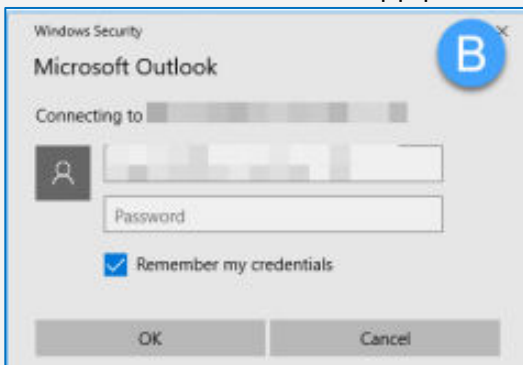 Windows Security
B
Microsoft Outlook
Connecting to
Password
Remember my credentials
OK Cancel